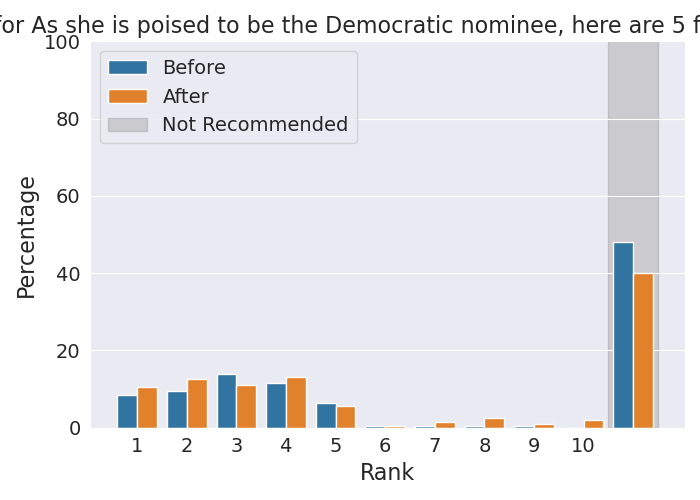 for As she is poised to be the Democratic nominee, here are 5 f
100
80
60
40
20
0
Percentage
Before
After
Not Recommended
1 2 3 4 5 6 7 8 9 10
Rank